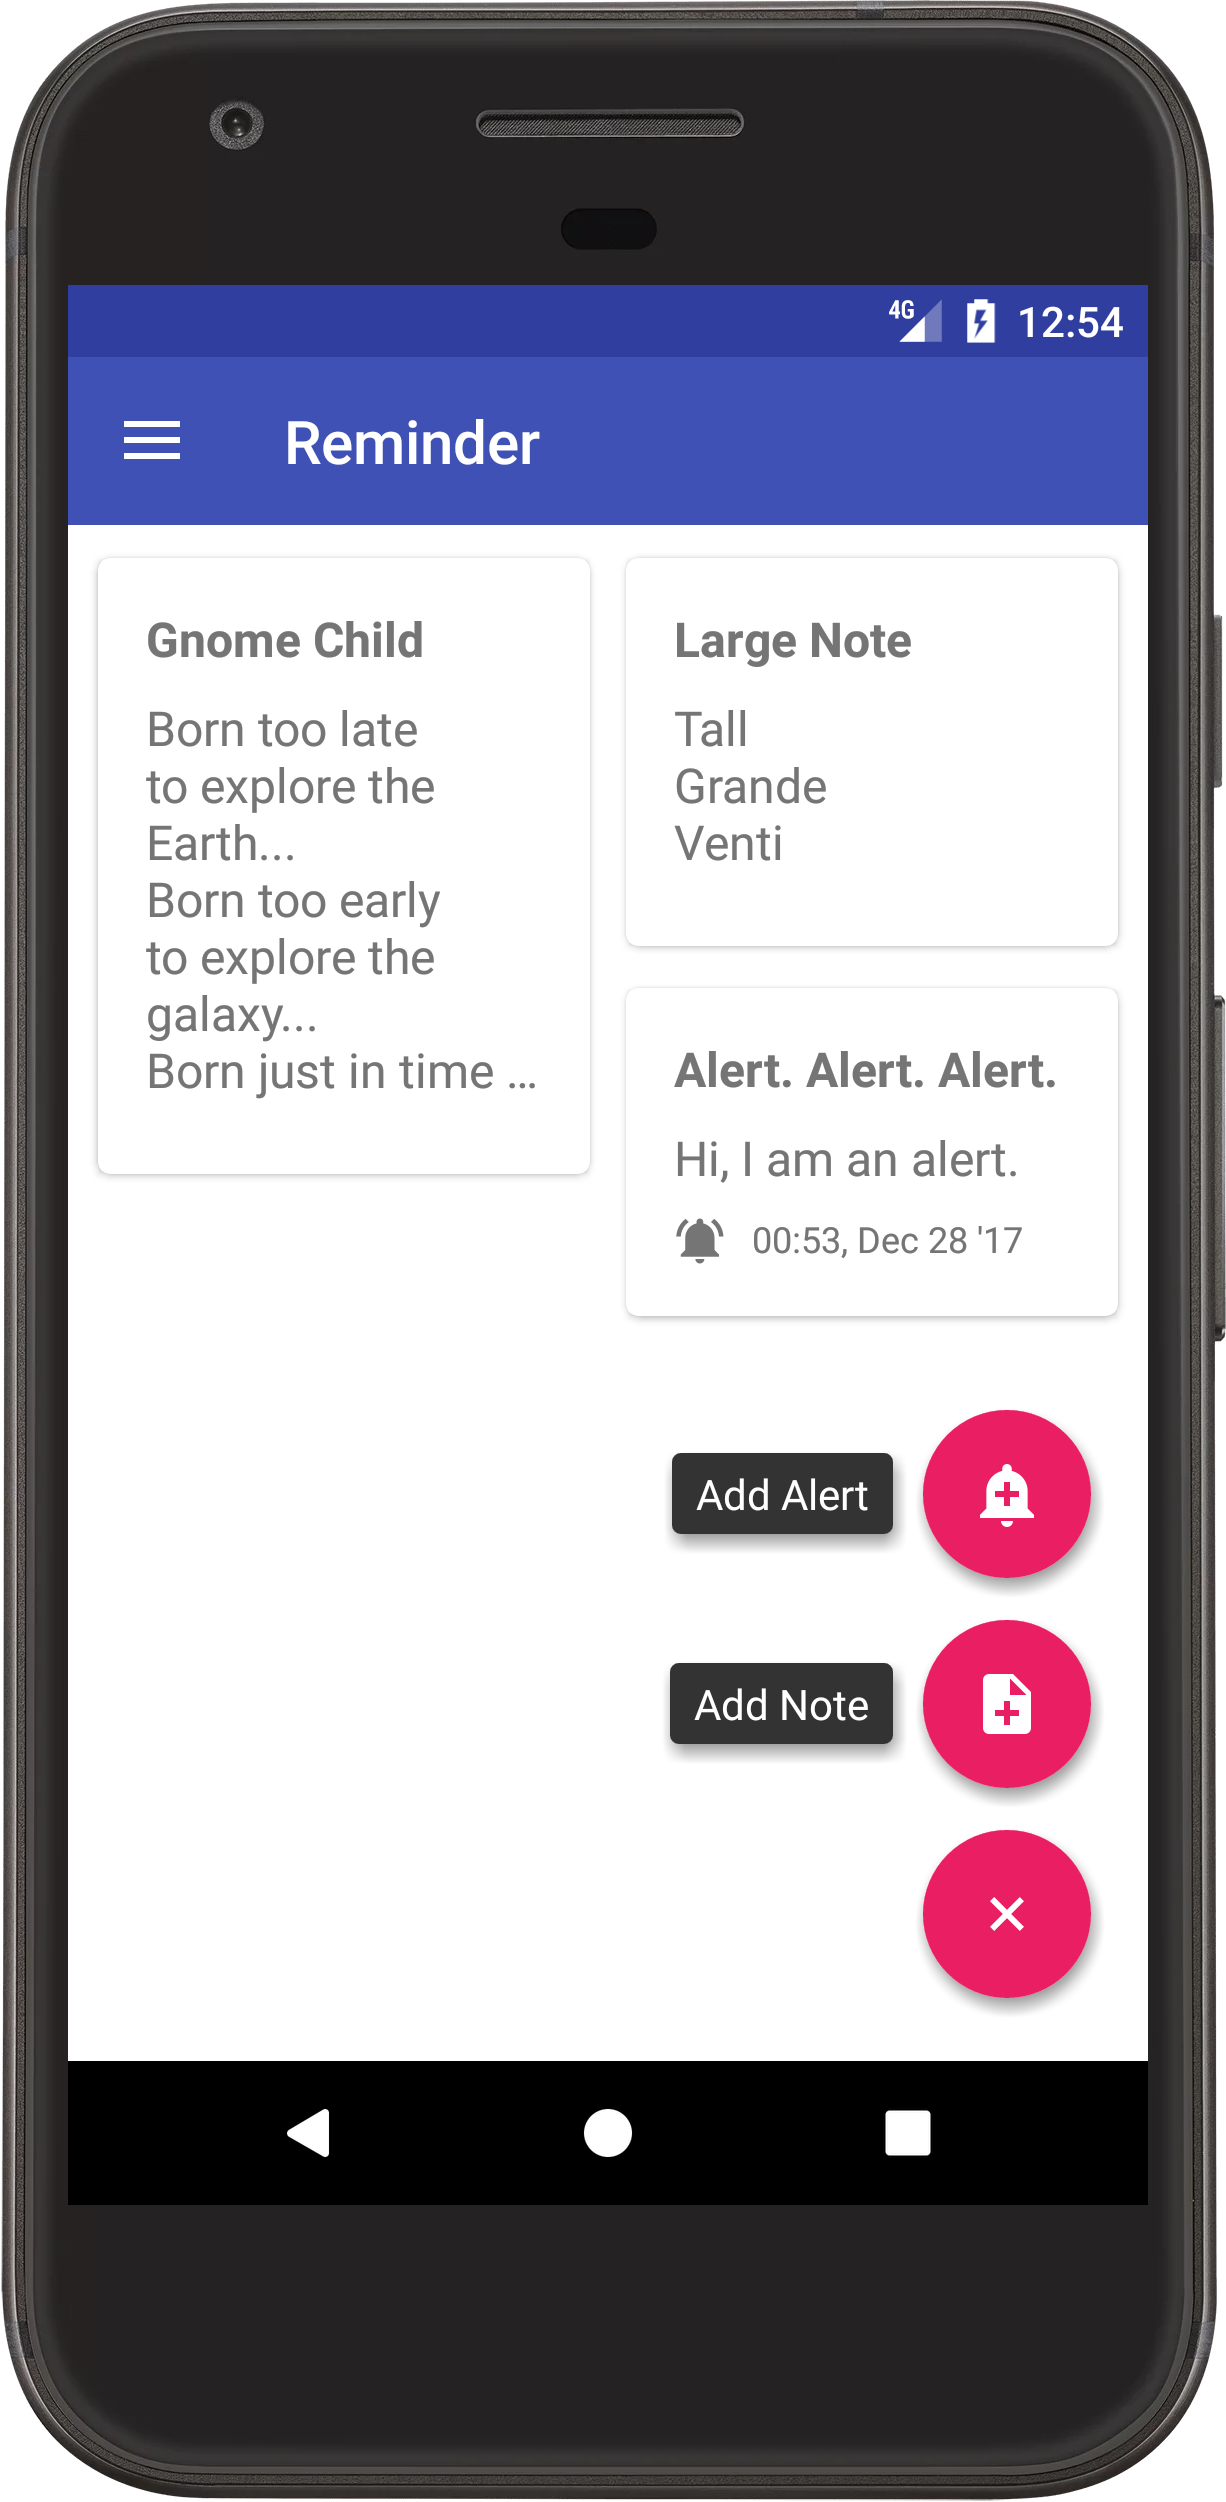 4G 12:54
Reminder
Gnome Child
Born too late
to explore the
Earth...
Born too early
to explore the
galaxy...
Born just in time ...
Large Note
Tall
Grande
Venti
Alert. Alert. Alert.
Hi, I am an alert.
00:53, Dec 28 '17
Add Alert
Add Note